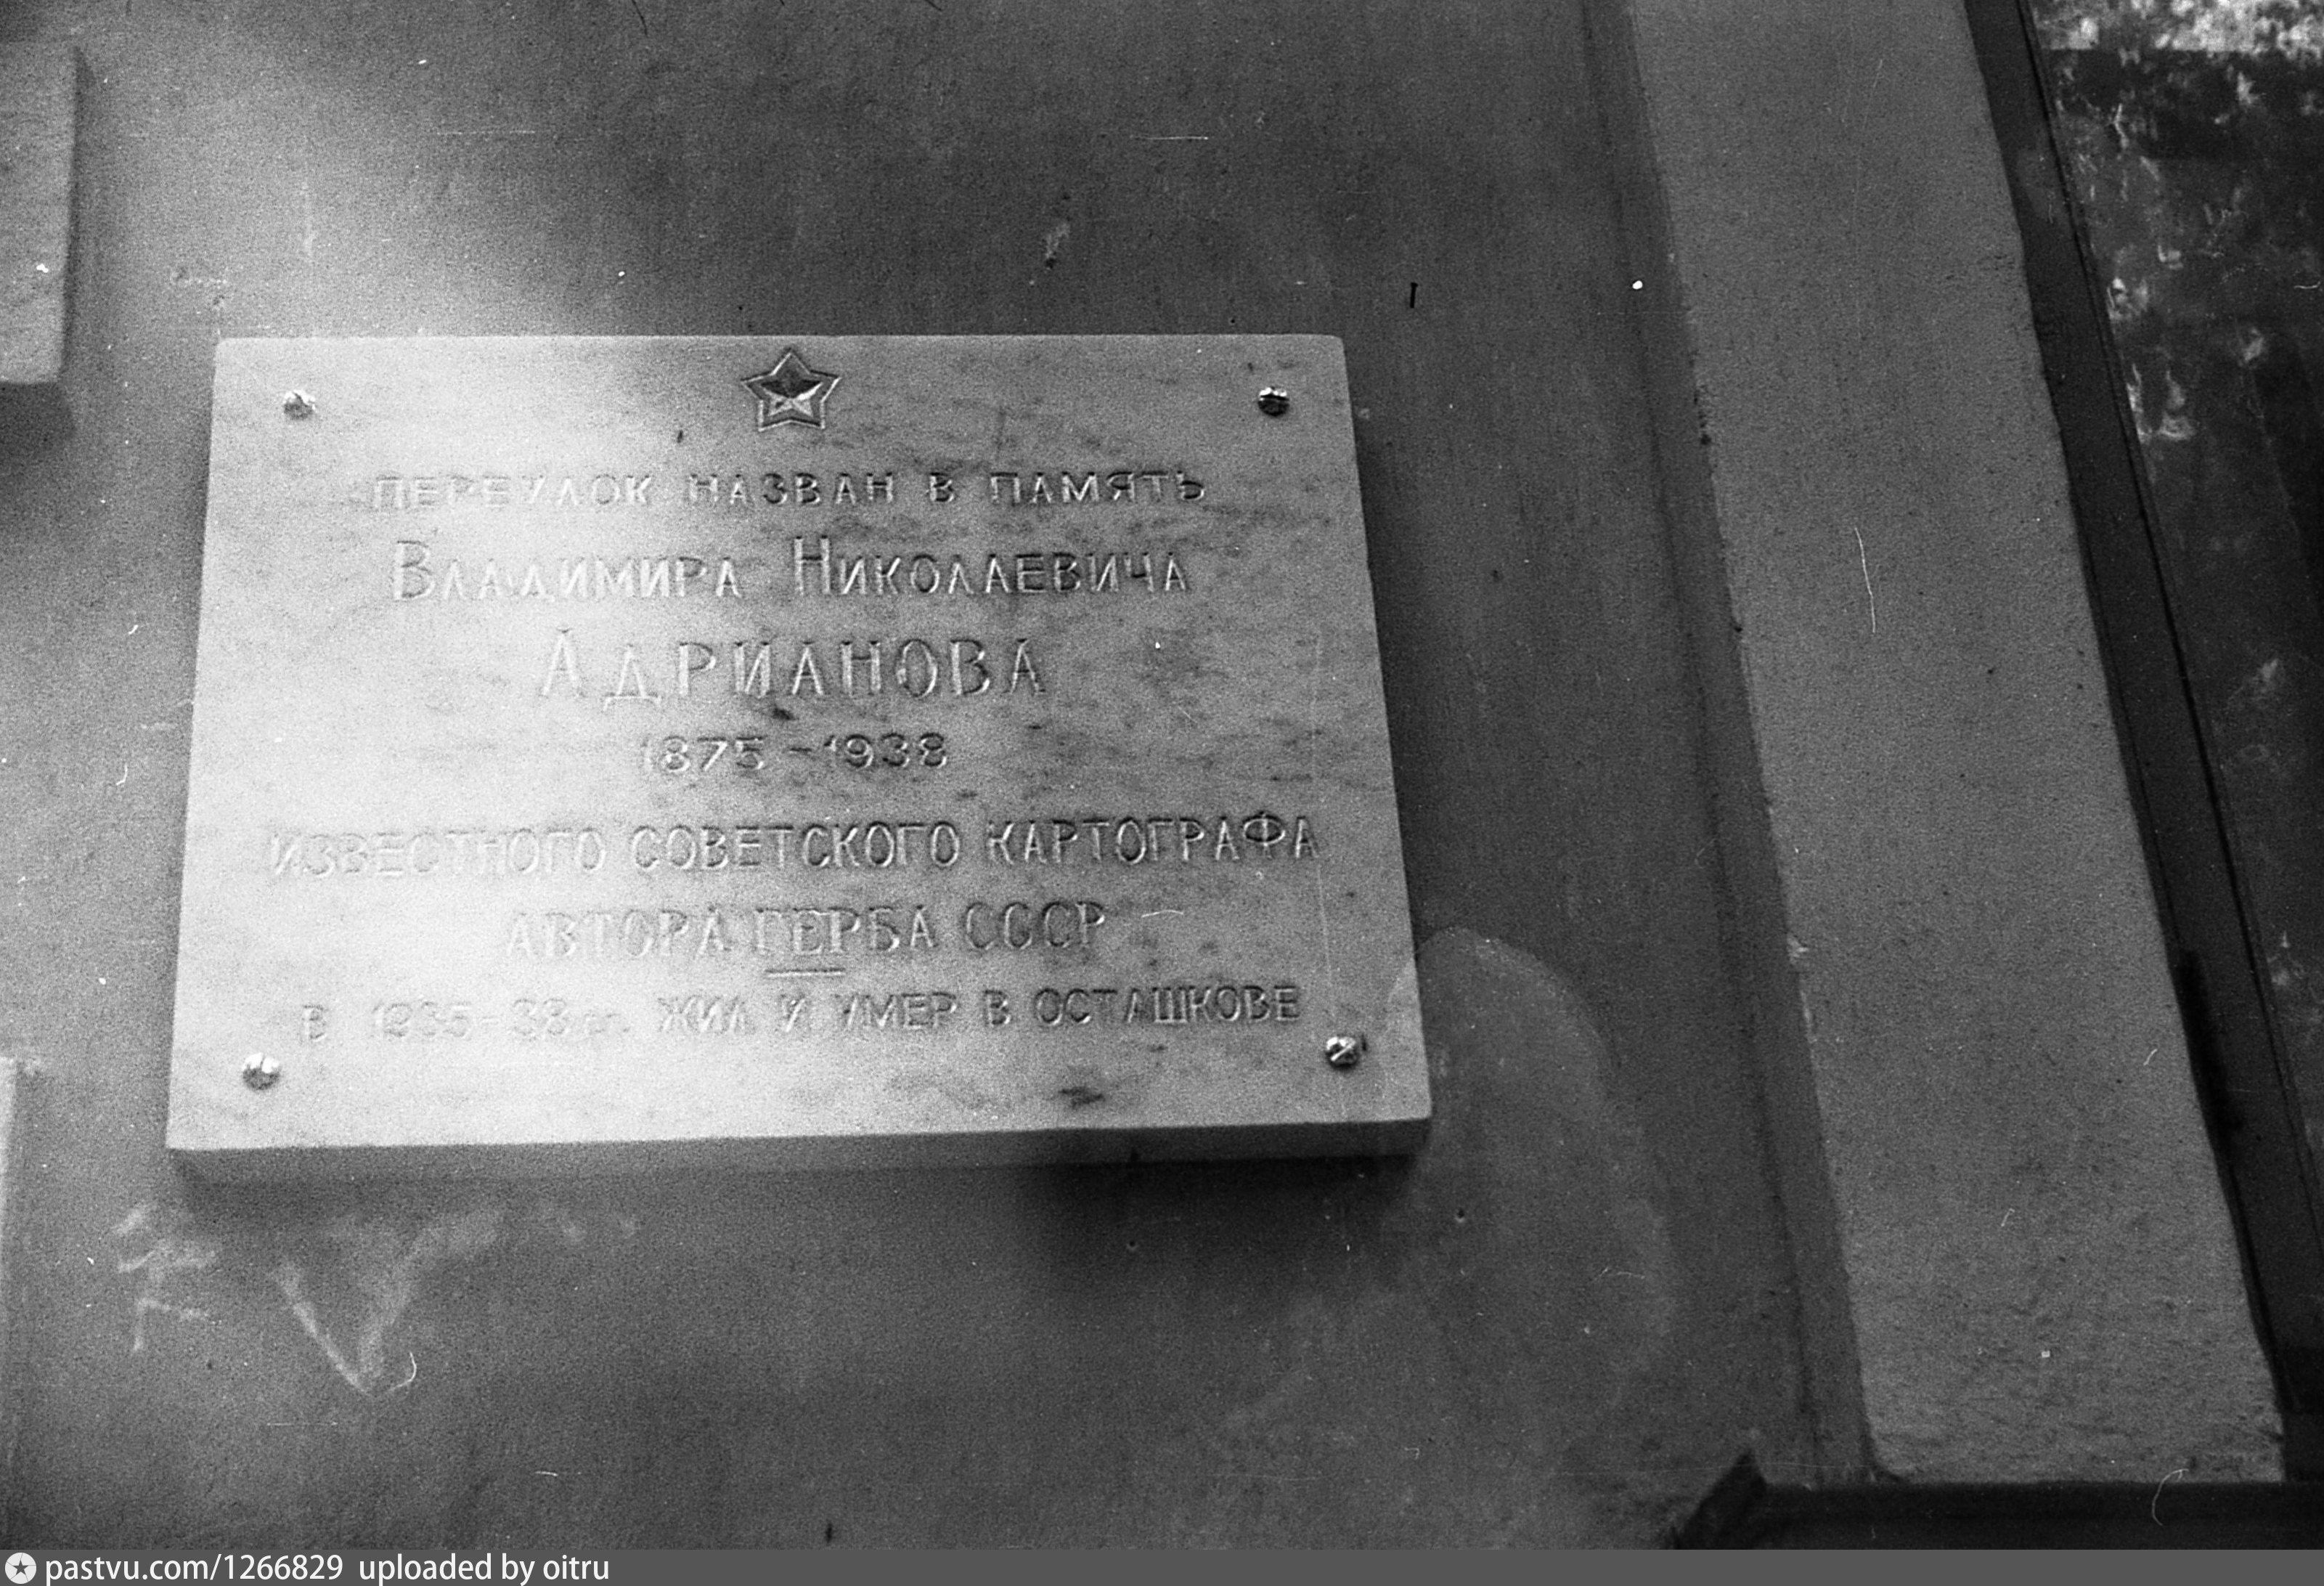 ПЕРЕУЛОК НАЗВАН В ПАМЯТЬ
ВЛАДИМИРА НИКОЛАЕВИЧА
АДРИАНОВА
1875-1938
ИЗВЕСТНОГО СОВЕТСКОГО КАРТОГРАФА
АВТОРА ГЕРБА СССР
В 1935-38 гг. ЖИЛ И УМЕР В ОСТАШКОВЕ
pastvu.com/1266829 uploaded by oitru